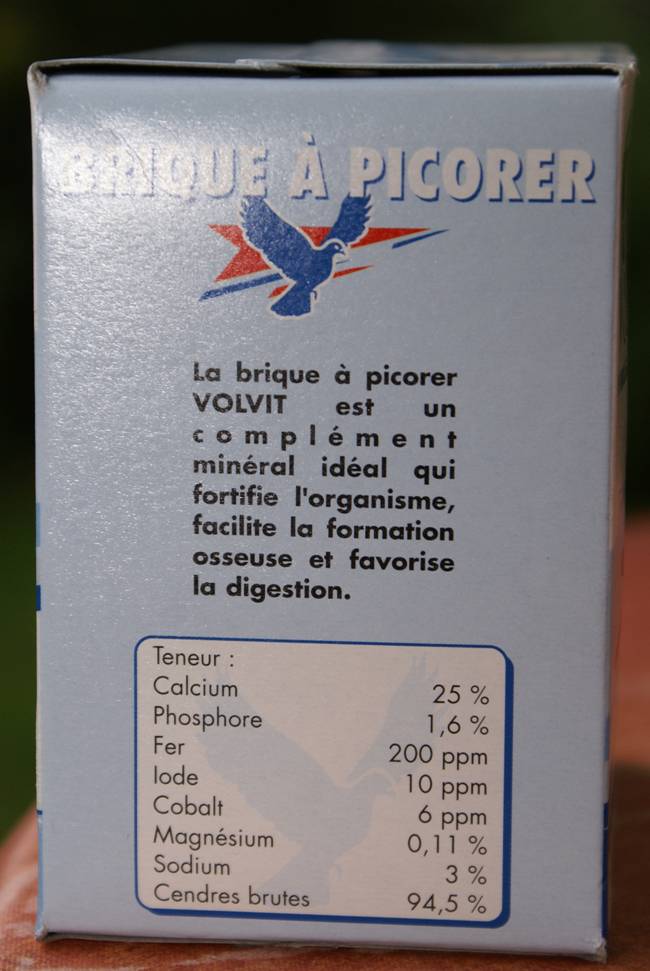 BRIQUE À PICORER
La brique à picorer
VOLVIT est un
complément
minéral idéal qui
fortifie l'organisme,
facilite la formation
osseuse et favorise
la digestion.
Teneur :
Calcium 25 %
Phosphore 1,6 %
Fer 200 ppm
Iode 10 ppm
Cobalt 6 ppm
Magnésium 0,11 %
Sodium 3 %
Cendres brutes 94,5 %